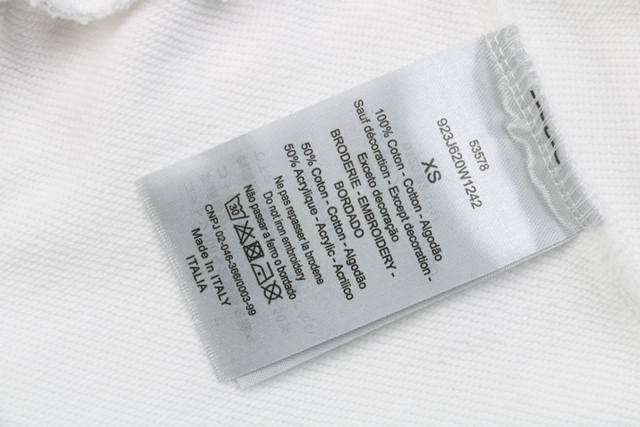 53578
923J620W1242
XS
100% Coton - Cotton - Algodão
Sauf décoration - Except decoration -
Exceto decoração
BRODERIE - EMBROIDERY -
BORDADO
50% Coton - Cotton - Algodão
50% Acrylique - Acrylic - Acrílico
Ne pas repasser la broderie
Do not iron embroidery
Não passar a ferro o bordado
30
CNPJ 02-046-366/0003-99
Made In ITALY
ITALIA